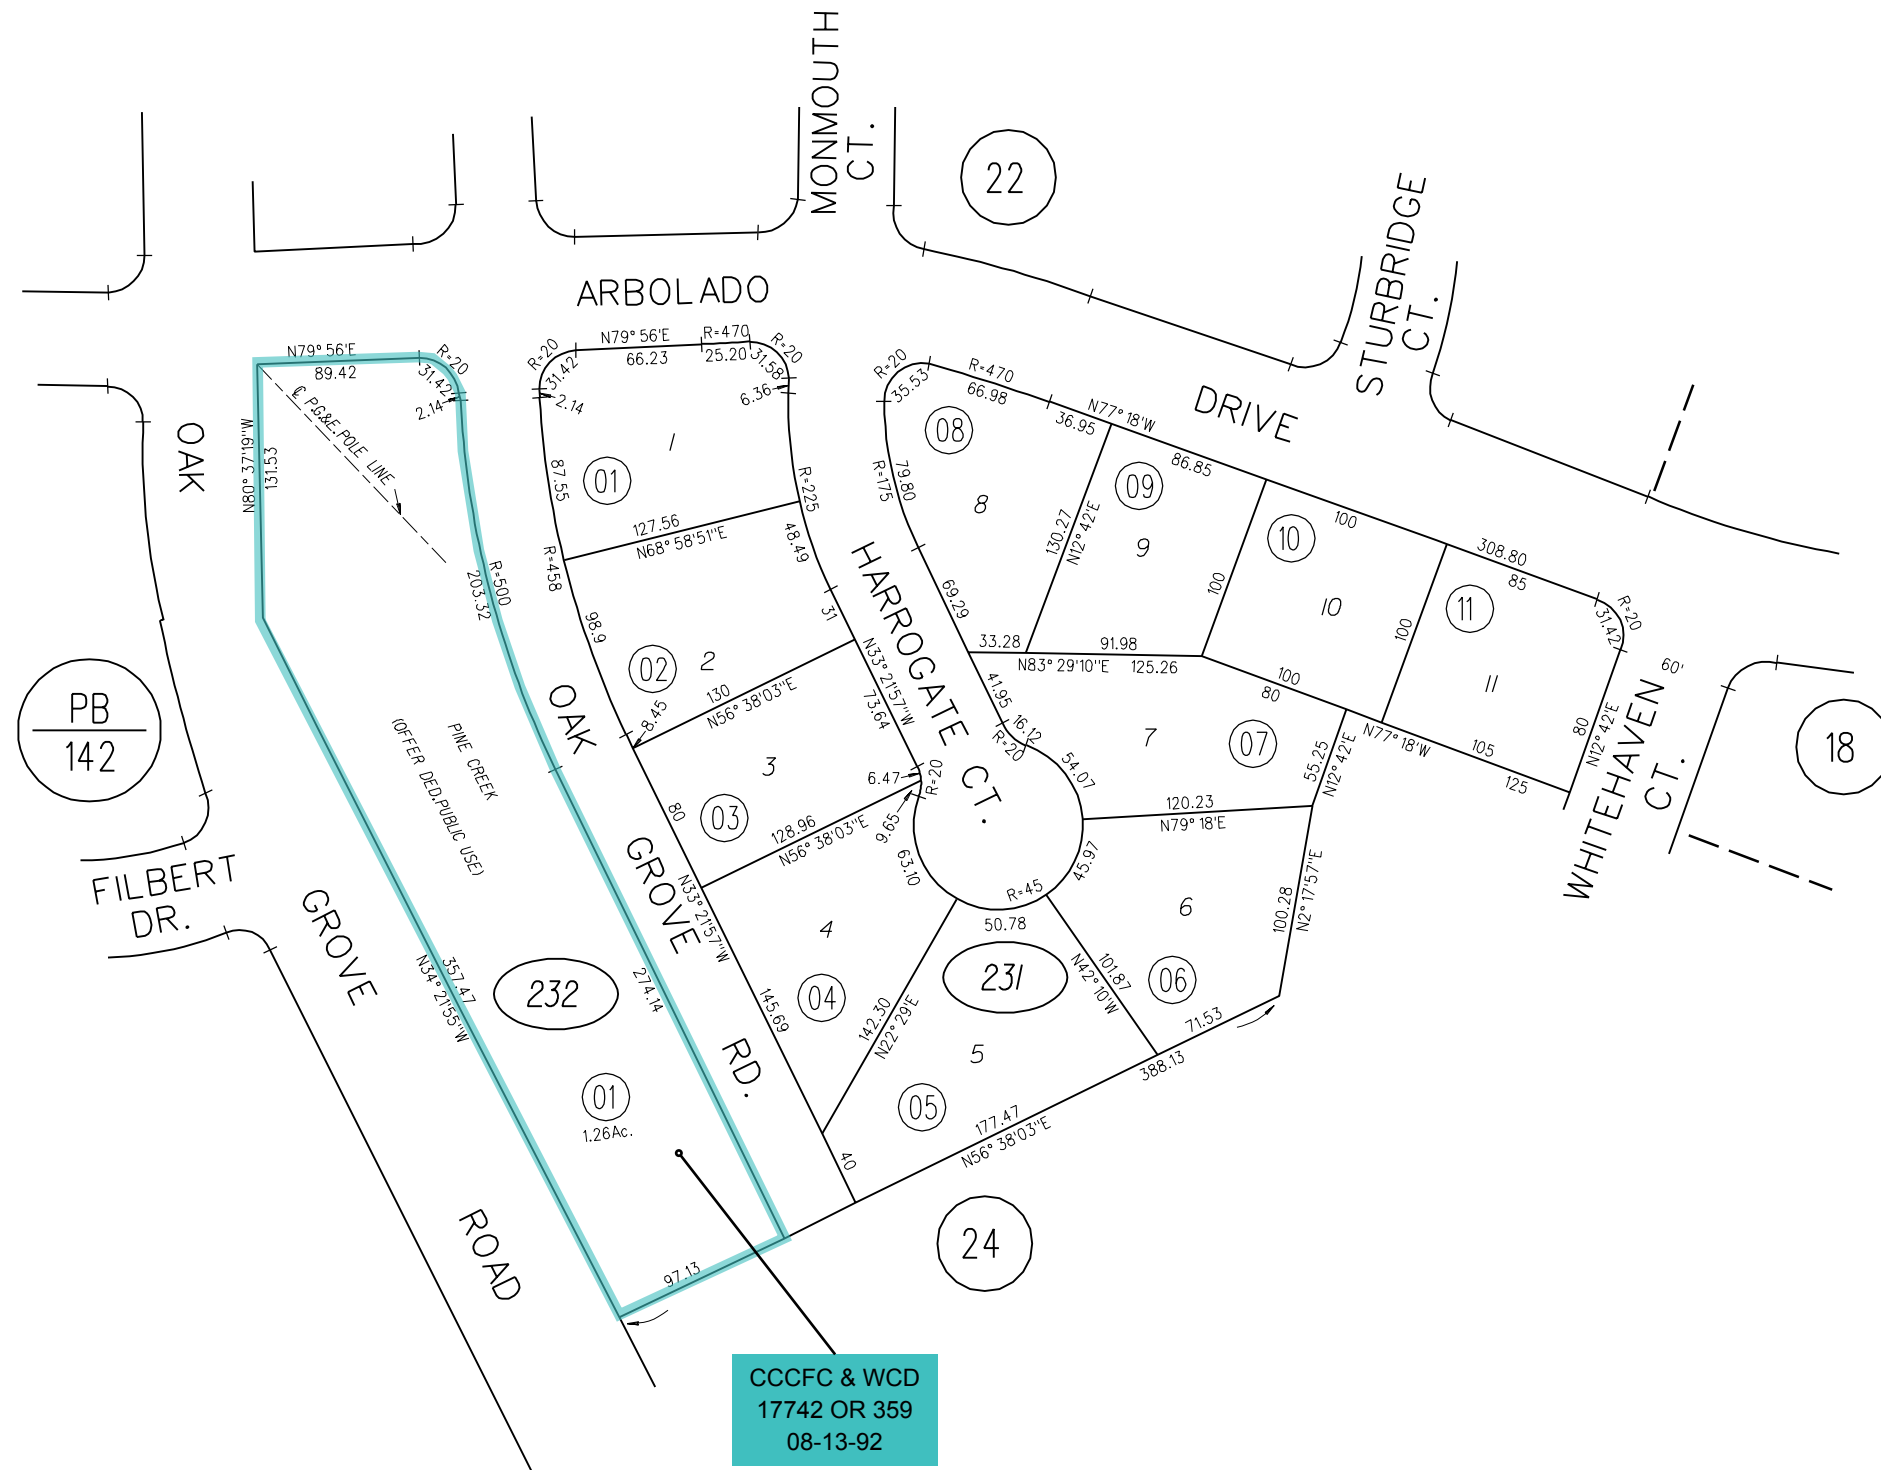 MONMOUTH
CT.
22
STURBRIDGE
CT.
ARBOLADO
DRIVE
N79° 56'E
89.42
R=20
31.42
2.14
℄ P.G.&E. POLE LINE
N80° 37'19"W
131.53
OAK
R=20
31.42
2.14
N79° 56'E
66.23
R=470
25.20
R=20
31.58
6.36
1
01
87.55
127.56
N68° 58'51"E
R=225
48.49
R=458
98.9
31
R=500
203.32
02
2
130
N56° 38'03"E
8.45
N33° 21'57"W
73.64
HARROGATE
CT.
R=20
35.53
R=470
66.98
36.95
N77° 18'W
08
8
R=175
79.80
69.29
130.27
N12° 42'E
09
9
86.85
100
10
10
100
308.80
85
100
11
11
R=20
31.42
60'
80
N12° 42'E
WHITEHAVEN
CT.
18
33.28
91.98
N83° 29'10"E
125.26
100
80
N77° 18'W
105
125
41.95
16.12
R=20
54.07
7
07
55.25
N12° 42'E
120.23
N79° 18'E
45.97
R=45
50.78
63.10
9.65
6.47
R=20
3
03
80
128.96
N56° 38'03"E
N33° 21'57"W
4
04
145.69
142.30
N22° 29'E
231
5
05
101.87
N42° 10'W
6
06
100.28
N2° 17'57"E
71.53
388.13
177.47
N56° 38'03"E
40
24
PB
142
FILBERT
DR.
GROVE
ROAD
PINE CREEK
(OFFER DED.PUBLIC USE)
OAK
GROVE
RD.
357.47
N34° 21'55"W
232
274.14
01
1.26Ac.
97.13
CCCFC & WCD
17742 OR 359
08-13-92